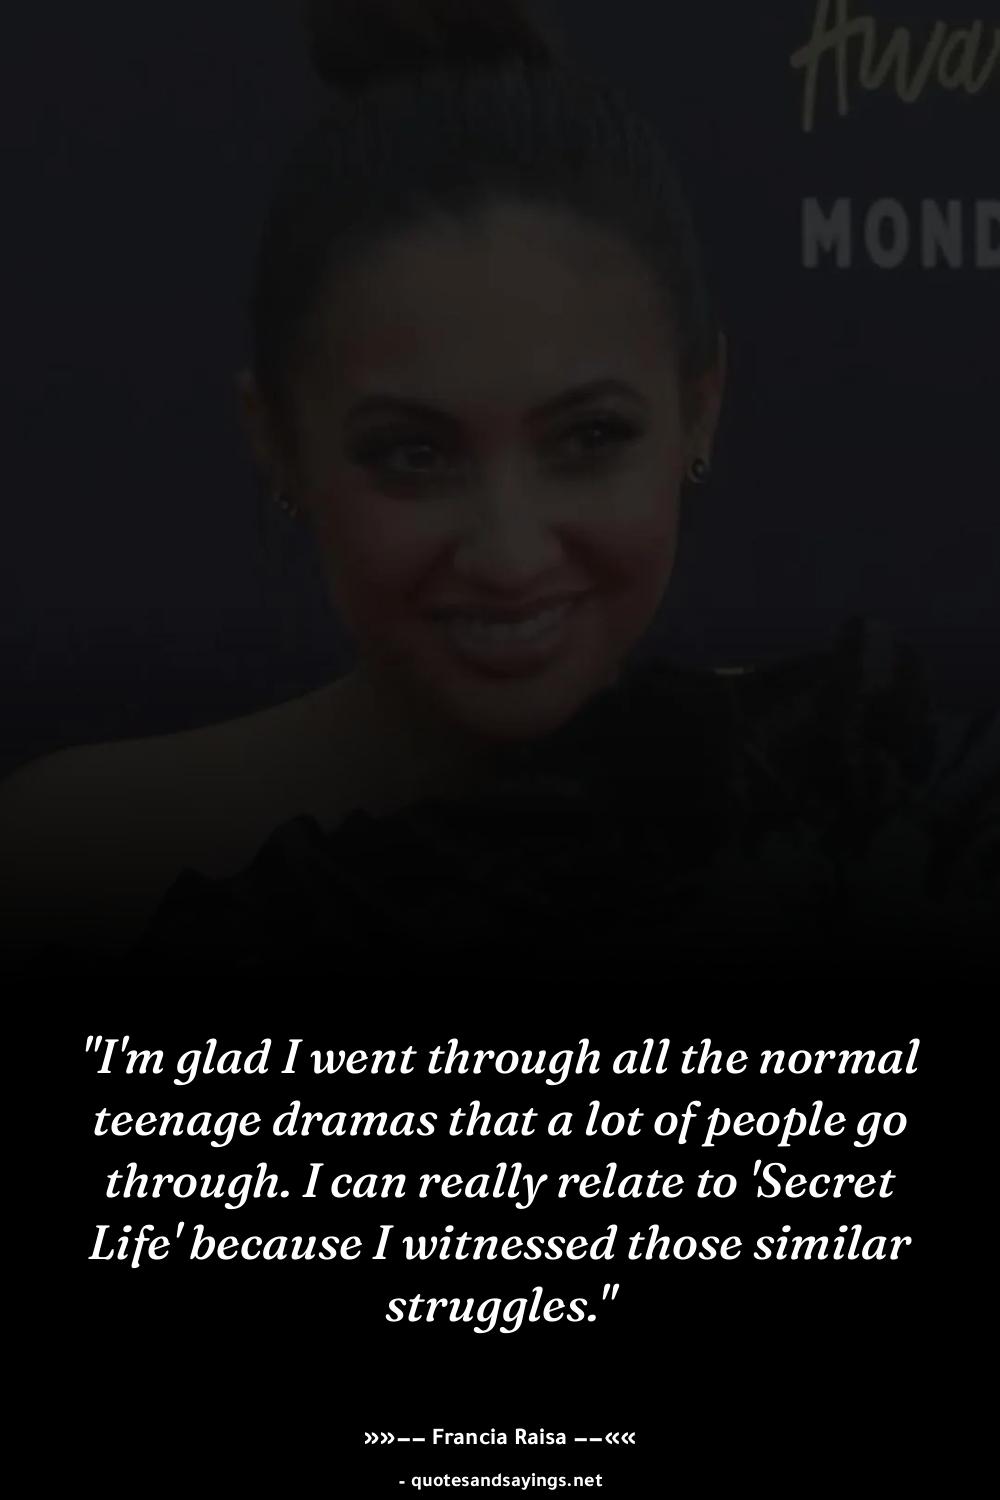 Awa
MOND
"I'm glad I went through all the normal
teenage dramas that a lot of people go
through. I can really relate to 'Secret
Life' because I witnessed those similar
struggles."
»»−− Francia Raisa −−««
- quotesandsayings.net